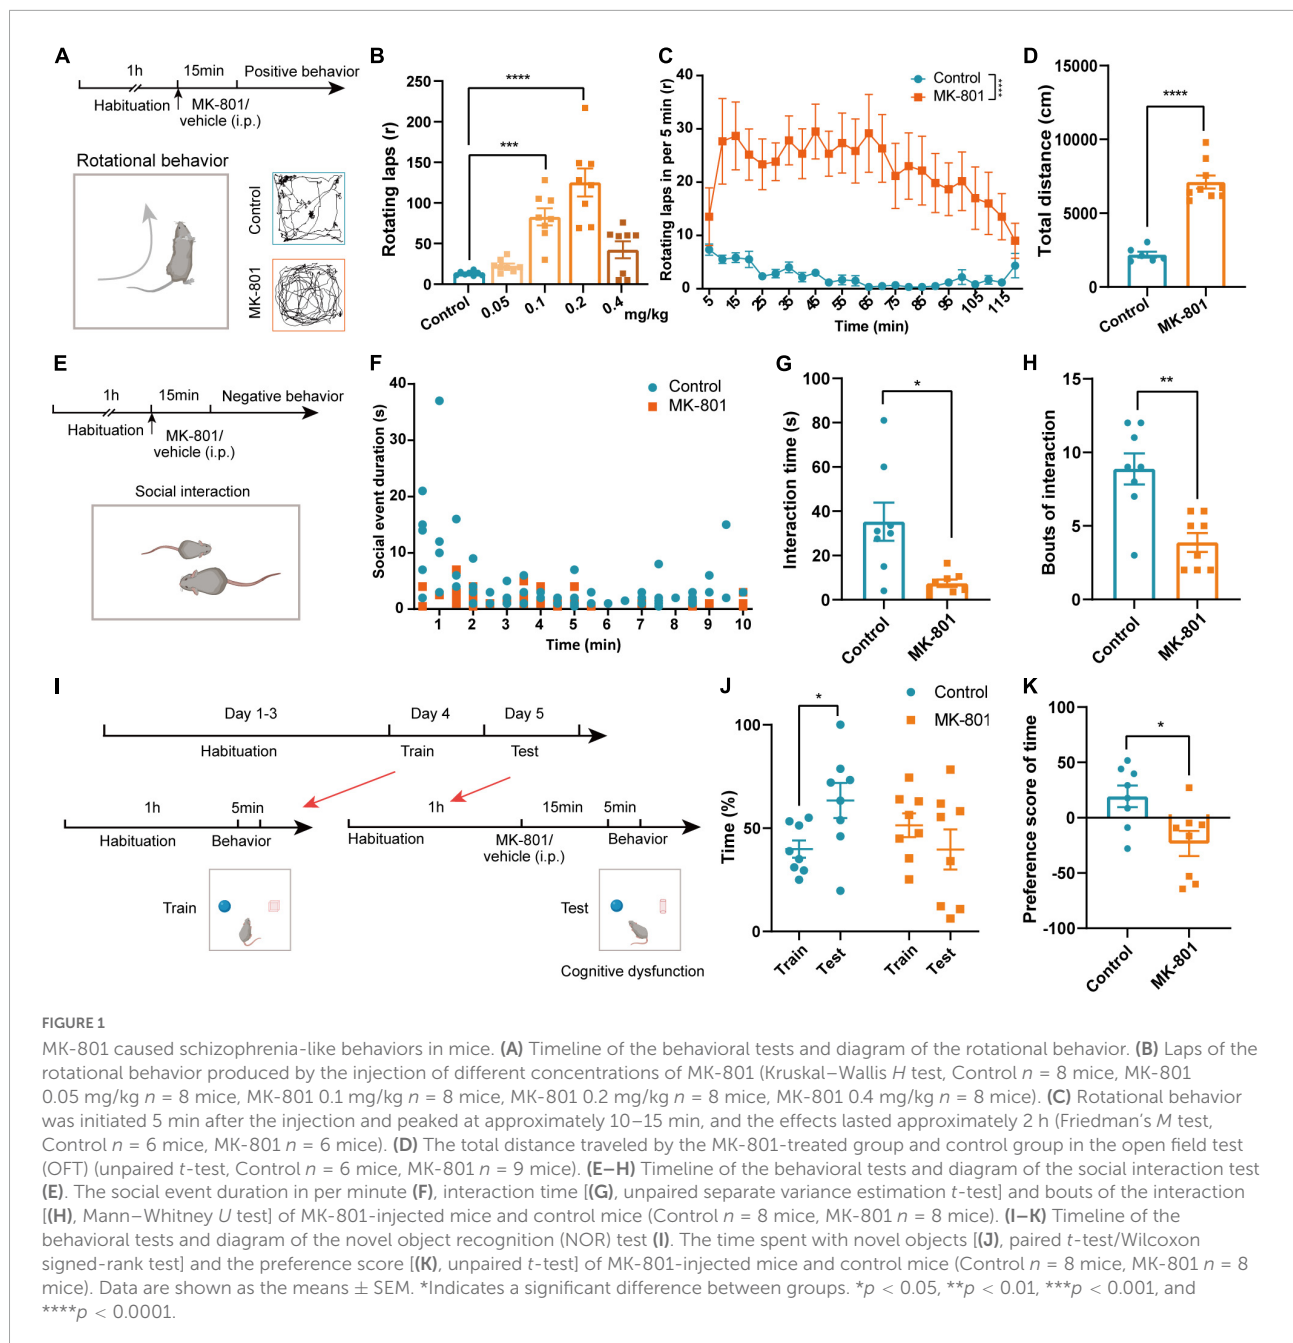 A
1h
15min
Positive behavior
Habituation
MK-801/
vehicle (i.p.)
Rotational behavior
Control
MK-801
B
Rotating laps (r)
250
200
150
100
50
0
****
***
Control
0.05
0.1
0.2
0.4
mg/kg
C
Rotating laps in per 5 min (r)
40
30
20
10
0
Control
MK-801
****
5
15
25
35
45
55
65
75
85
95
105
115
Time (min)
D
Total distance (cm)
15000
10000
5000
0
****
Control
MK-801
E
1h
15min
Negative behavior
Habituation
MK-801/
vehicle (i.p.)
Social interaction
F
Social event duration (s)
40
30
20
10
0
Control
MK-801
1
2
3
4
5
6
7
8
9
10
Time (min)
G
Interaction time (s)
100
80
60
40
20
0
*
Control
MK-801
H
Bouts of interaction
15
10
5
0
**
Control
MK-801
I
Day 1-3
Day 4
Day 5
Habituation
Train
Test
1h
5min
Habituation
Behavior
1h
15min
5min
Habituation
MK-801/
vehicle (i.p.)
Behavior
Train
Test
Cognitive dysfunction
J
Control
MK-801
Time (%)
100
50
0
*
Train
Test
Train
Test
K
Preference score of time
100
50
0
-50
-100
*
Control
MK-801
FIGURE 1
MK-801 caused schizophrenia-like behaviors in mice. (A) Timeline of the behavioral tests and diagram of the rotational behavior. (B) Laps of the
rotational behavior produced by the injection of different concentrations of MK-801 (Kruskal–Wallis H test, Control n = 8 mice, MK-801
0.05 mg/kg n = 8 mice, MK-801 0.1 mg/kg n = 8 mice, MK-801 0.2 mg/kg n = 8 mice, MK-801 0.4 mg/kg n = 8 mice). (C) Rotational behavior
was initiated 5 min after the injection and peaked at approximately 10–15 min, and the effects lasted approximately 2 h (Friedman's M test,
Control n = 6 mice, MK-801 n = 6 mice). (D) The total distance traveled by the MK-801-treated group and control group in the open field test
(OFT) (unpaired t-test, Control n = 6 mice, MK-801 n = 9 mice). (E–H) Timeline of the behavioral tests and diagram of the social interaction test
(E). The social event duration in per minute (F), interaction time [(G), unpaired separate variance estimation t-test] and bouts of the interaction
[(H), Mann–Whitney U test] of MK-801-injected mice and control mice (Control n = 8 mice, MK-801 n = 8 mice). (I–K) Timeline of the
behavioral tests and diagram of the novel object recognition (NOR) test (I). The time spent with novel objects [(J), paired t-test/Wilcoxon
signed-rank test] and the preference score [(K), unpaired t-test] of MK-801-injected mice and control mice (Control n = 8 mice, MK-801 n = 8
mice). Data are shown as the means ± SEM. *Indicates a significant difference between groups. *p < 0.05, **p < 0.01, ***p < 0.001, and
****p < 0.0001.